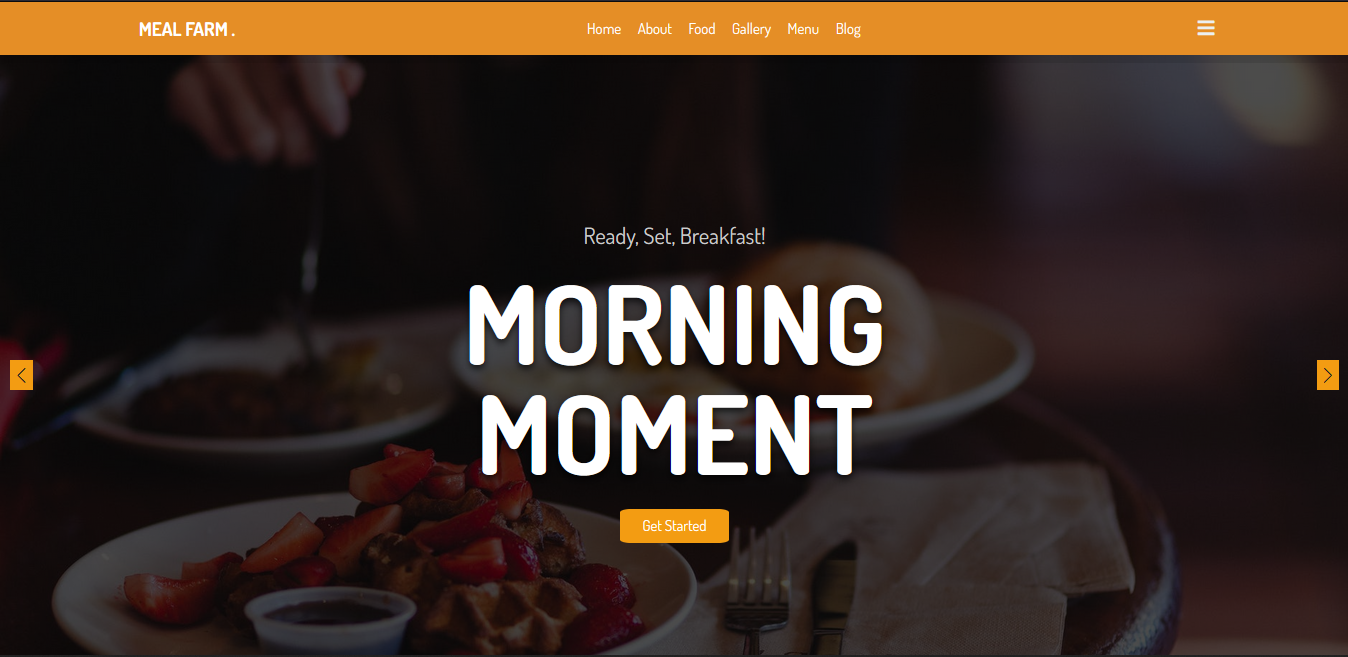 MEAL FARM .
Home About Food Gallery Menu Blog
Ready, Set, Breakfast!
MORNING
MOMENT
Get Started